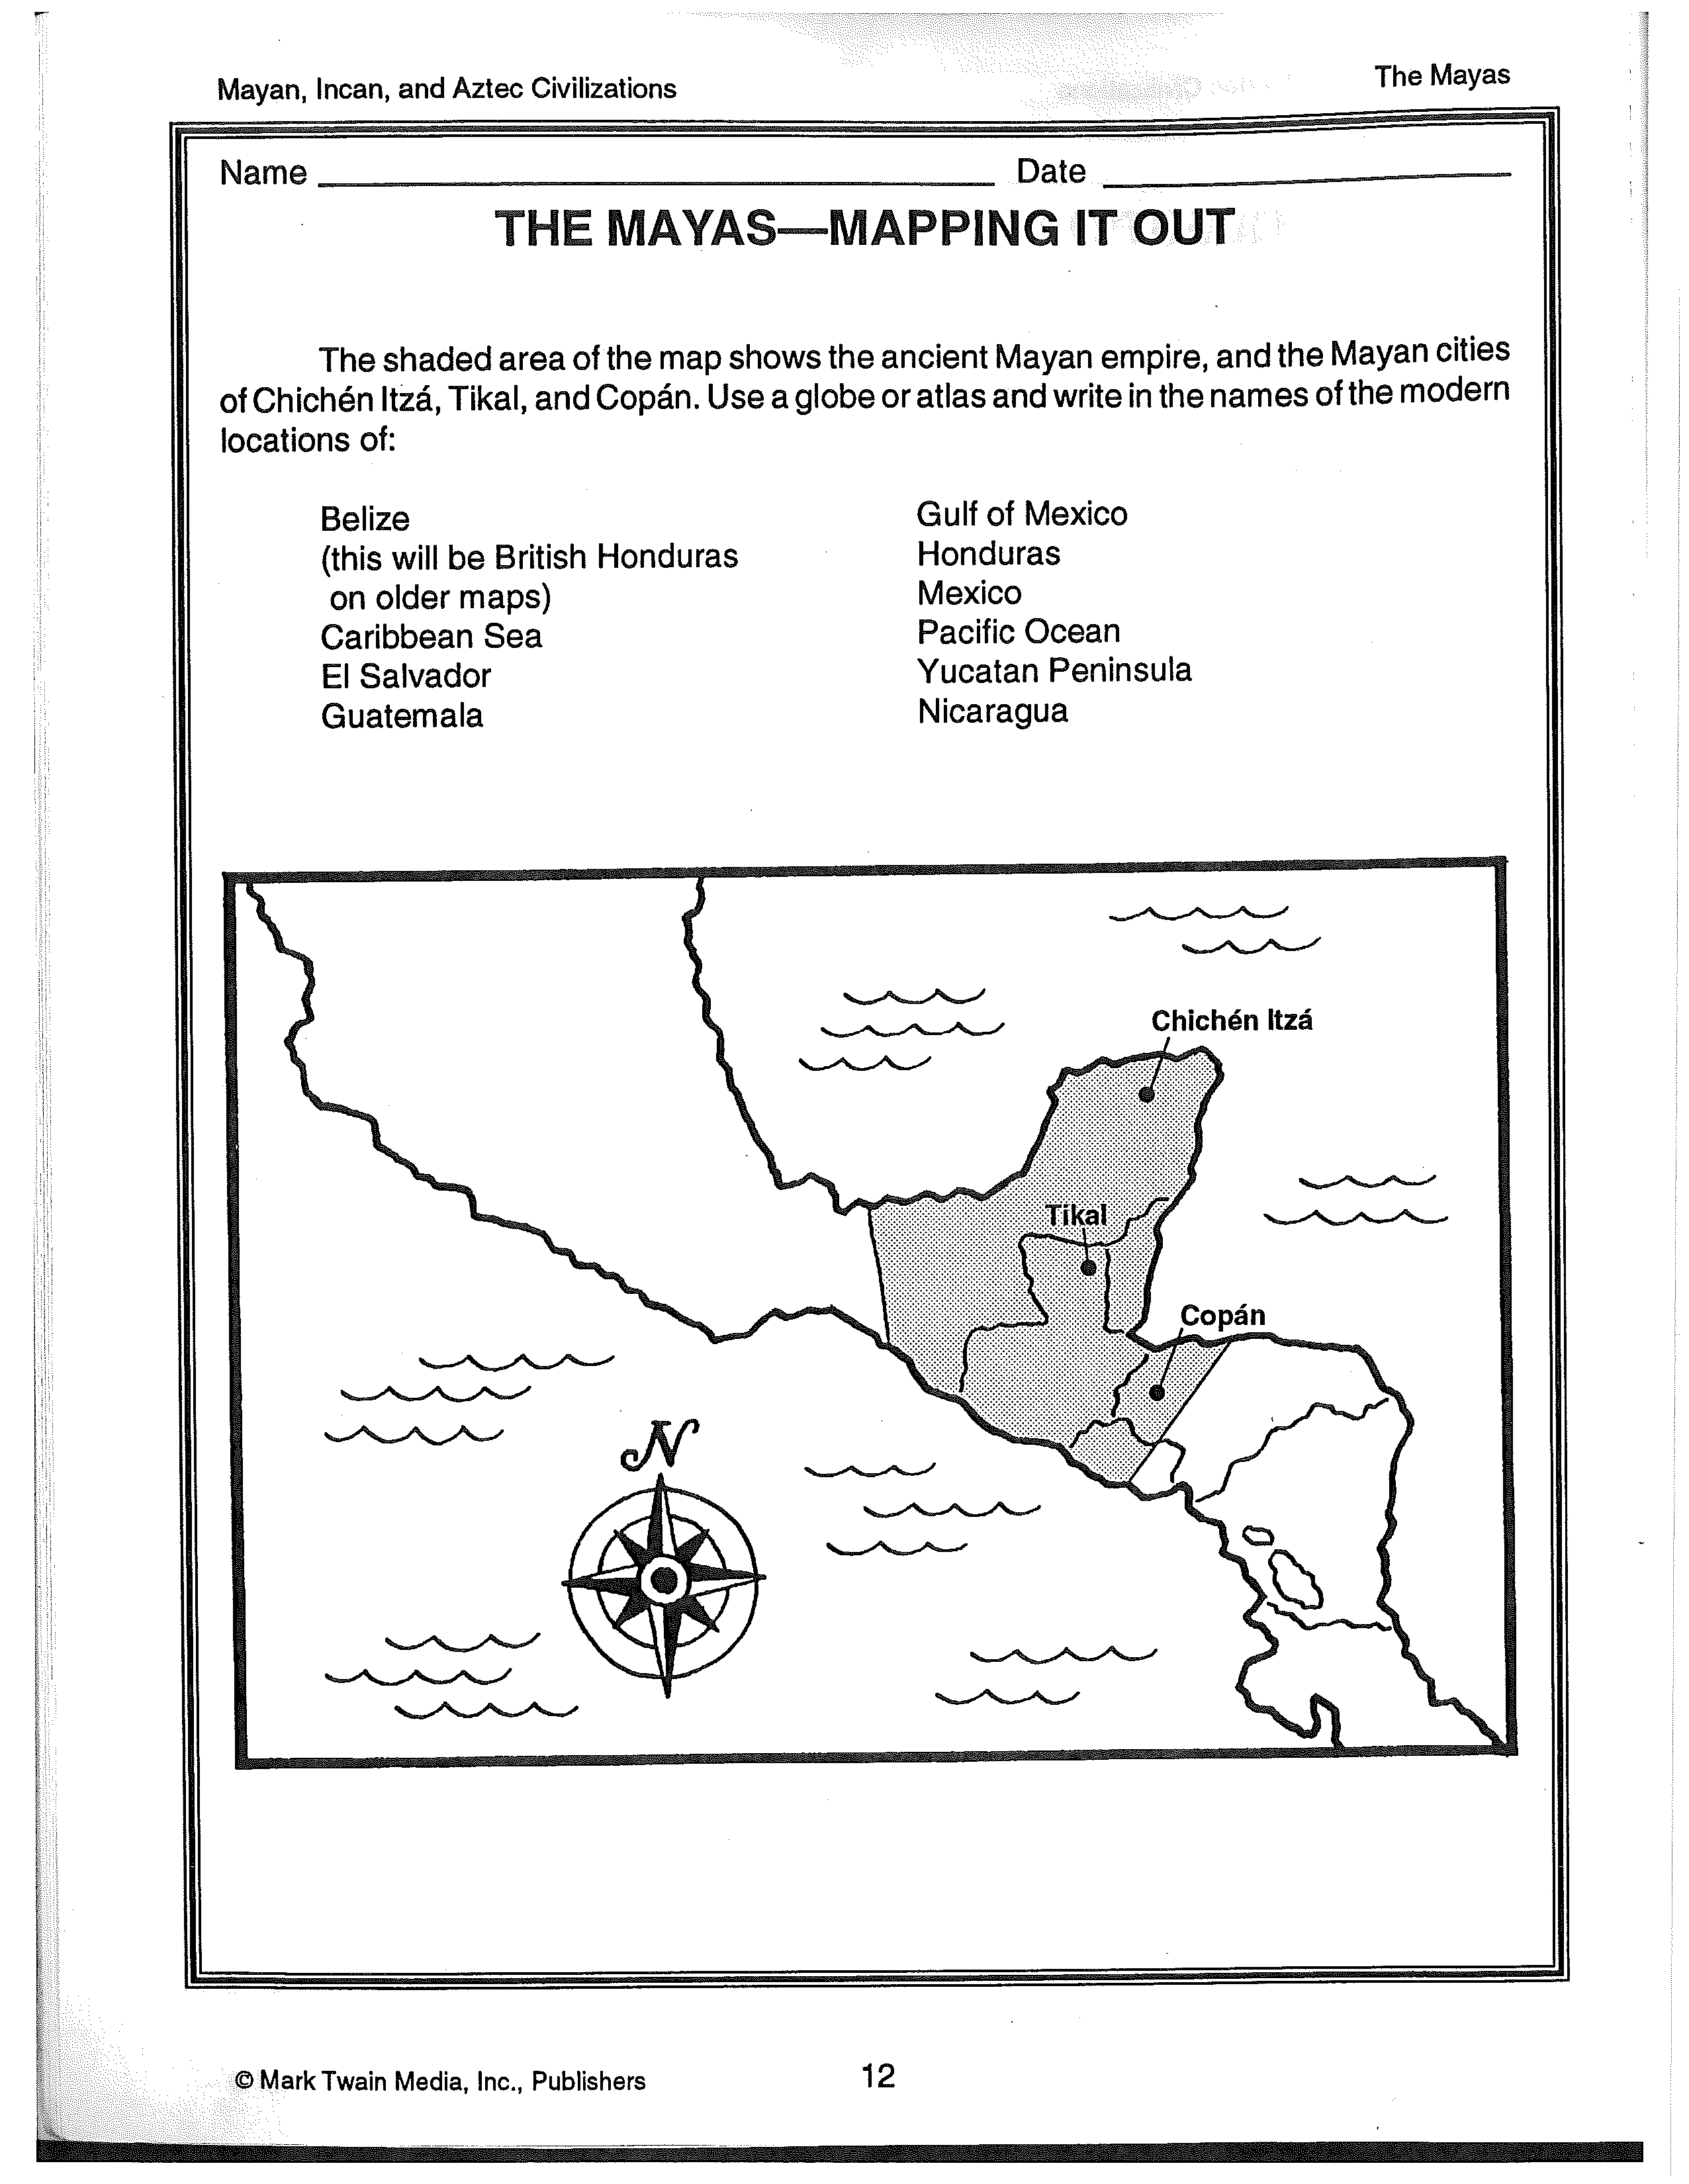 Mayan, Incan, and Aztec Civilizations
The Mayas
Name
Date
THE MAYAS—MAPPING IT OUT
The shaded area of the map shows the ancient Mayan empire, and the Mayan cities
of Chichén Itzá, Tikal, and Copán. Use a globe or atlas and write in the names of the modern
locations of:
Belize
(this will be British Honduras
on older maps)
Caribbean Sea
El Salvador
Guatemala
Gulf of Mexico
Honduras
Mexico
Pacific Ocean
Yucatan Peninsula
Nicaragua
Chichén Itzá
Tikal
Copán
N
© Mark Twain Media, Inc., Publishers
12